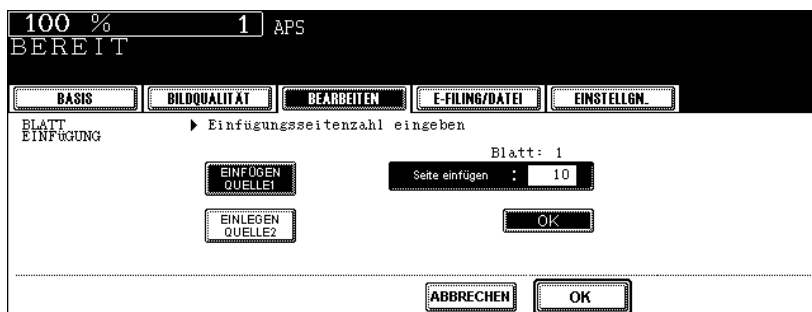 100 % 1 APS
BEREIT
BASIS BILDQUALITÄT BEARBEITEN E-FILING/DATEI EINSTELLGN.
BLATT
EINFüGUNG
▶ Einfügungsseitenzahl eingeben
Blatt: 1
EINFÜGEN
QUELLE1
Seite einfügen : 10
EINLEGEN
QUELLE2
OK
ABBRECHEN OK